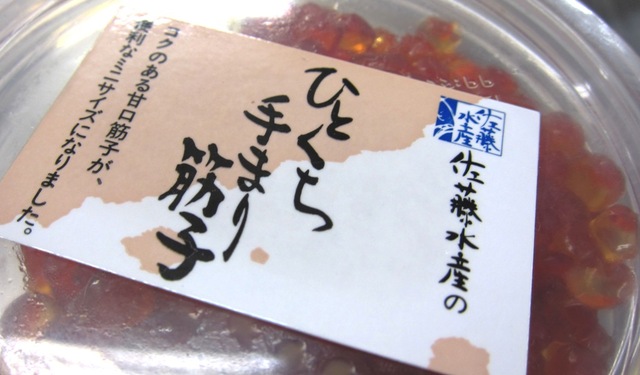 佐藤
水産
佐藤水産の
ひとくち
手まり
筋子
コクのある甘口筋子が、
便利なミニサイズになりました。